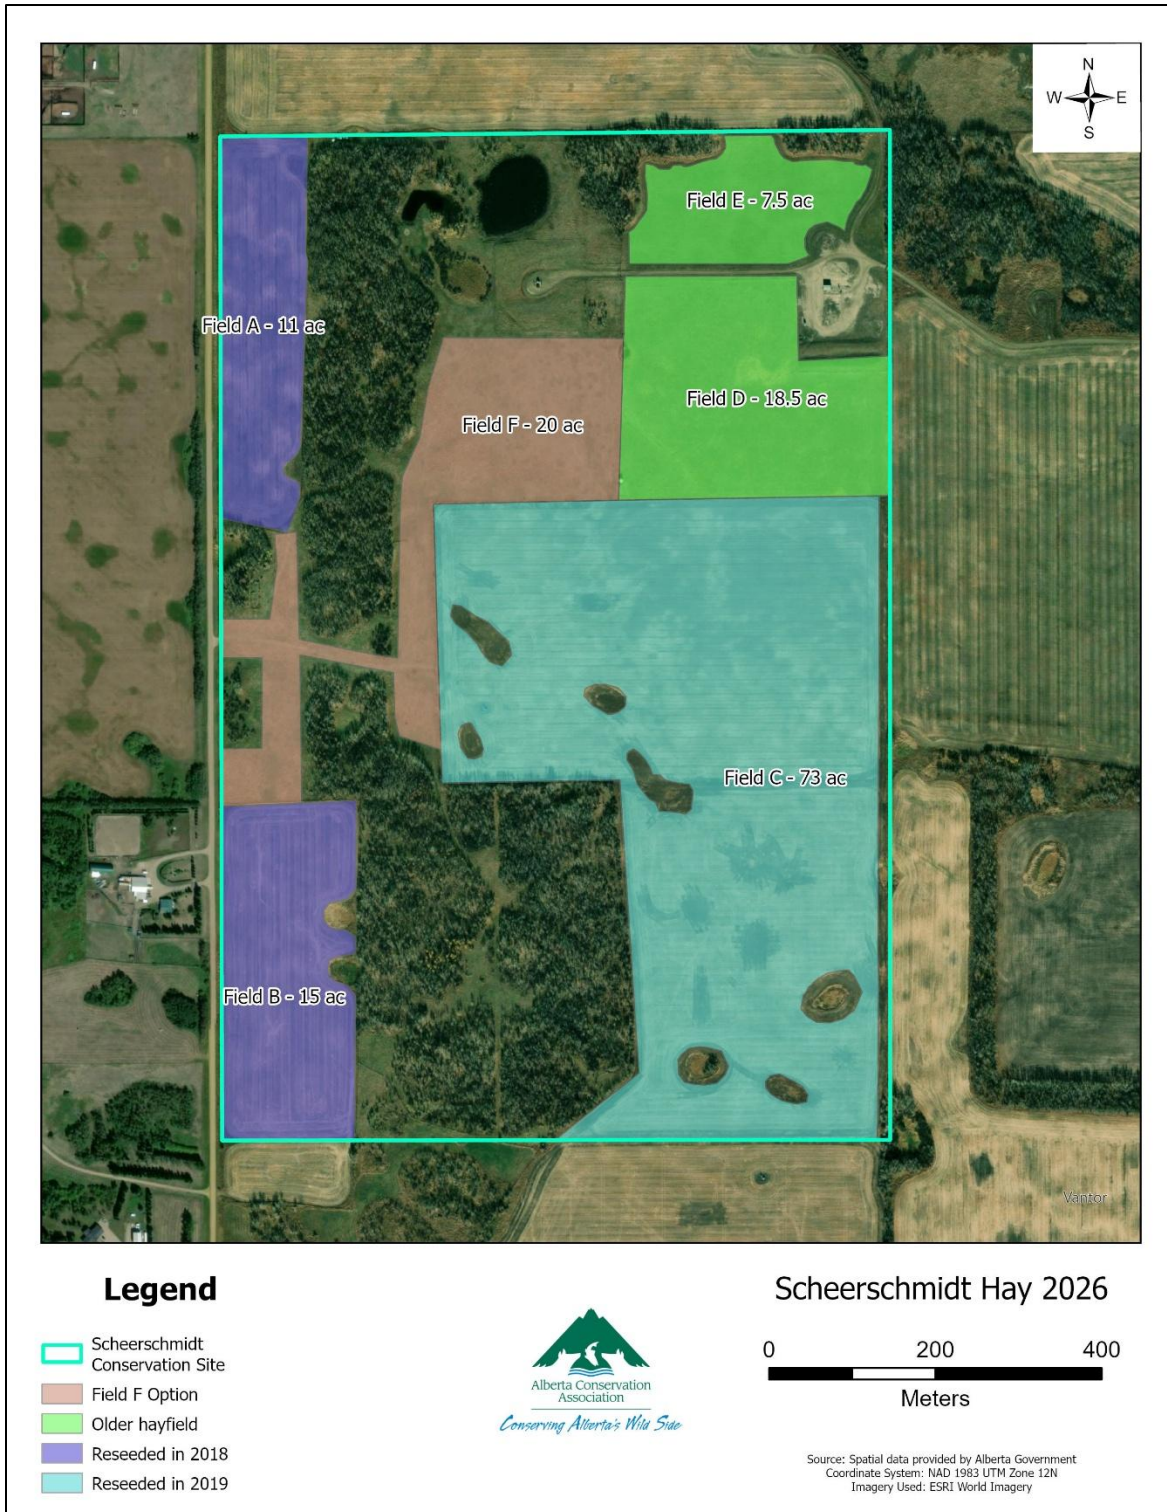 N
W E
S
Field E - 7.5 ac
Field A - 11 ac
Field D - 18.5 ac
Field F - 20 ac
Field C - 73 ac
Field B - 15 ac
Vantor
Legend
Scheerschmidt
Conservation Site
Field F Option
Older hayfield
Reseeded in 2018
Reseeded in 2019
Alberta Conservation
Association
Conserving Alberta's Wild Side
Scheerschmidt Hay 2026
0 200 400
Meters
Source: Spatial data provided by Alberta Government
Coordinate System: NAD 1983 UTM Zone 12N
Imagery Used: ESRI World Imagery